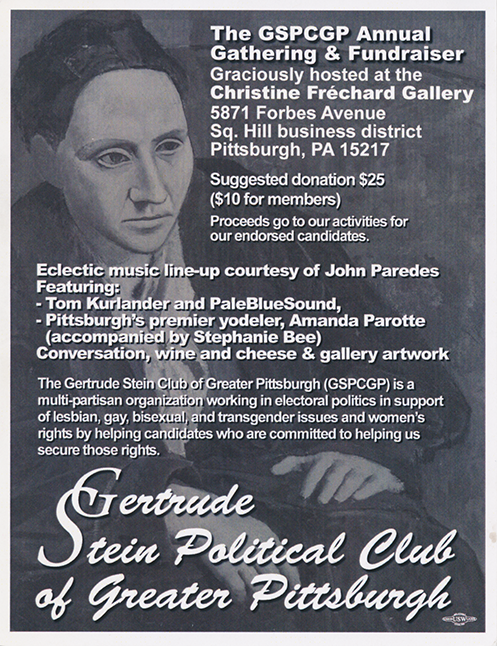 The GSPCGP Annual
Gathering & Fundraiser
Graciously hosted at the
Christine Fréchard Gallery
5871 Forbes Avenue
Sq. Hill business district
Pittsburgh, PA 15217
Suggested donation $25
($10 for members)
Proceeds go to our activities for
our endorsed candidates.
Eclectic music line-up courtesy of John Paredes
Featuring:
- Tom Kurlander and PaleBlueSound,
- Pittsburgh's premier yodeler, Amanda Parotte
(accompanied by Stephanie Bee)
Conversation, wine and cheese & gallery artwork
The Gertrude Stein Club of Greater Pittsburgh (GSPCGP) is a
multi-partisan organization working in electoral politics in support
of lesbian, gay, bisexual, and transgender issues and women's
rights by helping candidates who are committed to helping us
secure those rights.
Gertrude
Stein Political Club
of Greater Pittsburgh
USW